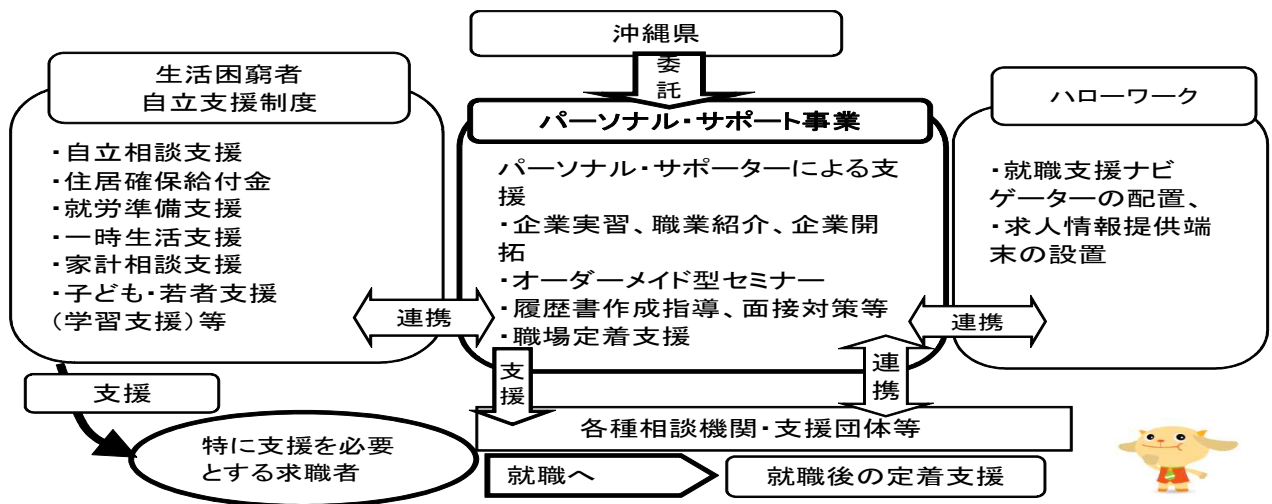 沖縄県
委託
生活困窮者
自立支援制度
・自立相談支援
・住居確保給付金
・就労準備支援
・一時生活支援
・家計相談支援
・子ども・若者支援
(学習支援)等
連携
パーソナル・サポート事業
パーソナル・サポーターによる支
援
・企業実習、職業紹介、企業開
拓
・オーダーメイド型セミナー
・履歴書作成指導、面接対策等
・職場定着支援
連携
ハローワーク
・就職支援ナビ
ゲーターの配置、
・求人情報提供端
末の設置
支援
支援
連携
各種相談機関・支援団体等
特に支援を必要
とする求職者
就職へ
就職後の定着支援